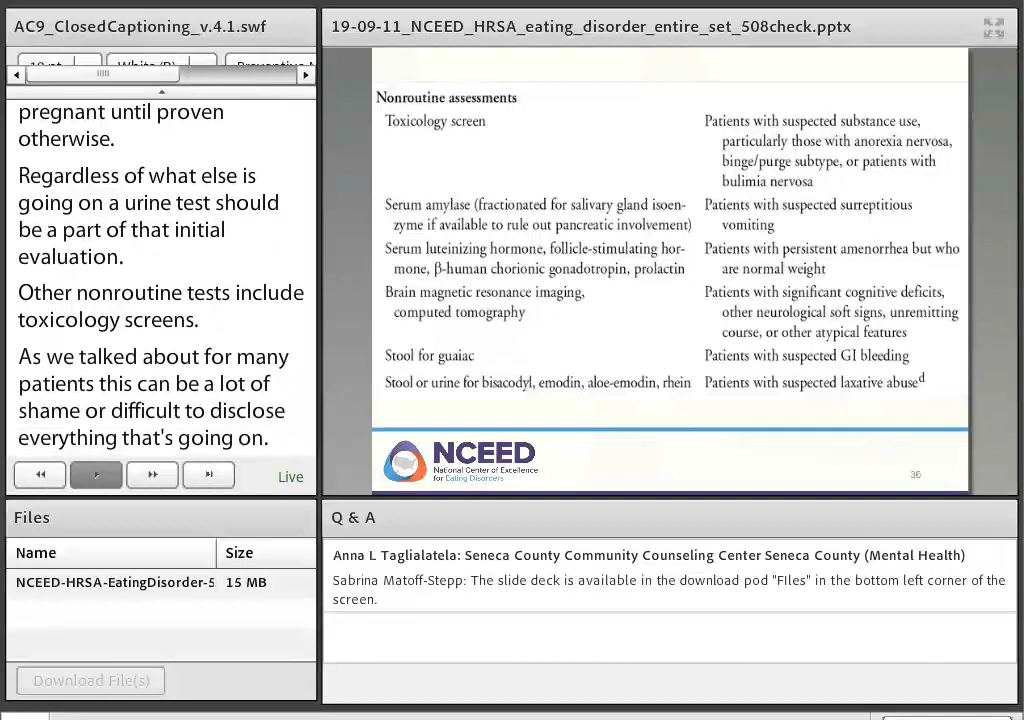 AC9_ClosedCaptioning_v.4.1.swf
pregnant until proven
otherwise.
Regardless of what else is
going on a urine test should
be a part of that initial
evaluation.
Other nonroutine tests include
toxicology screens.
As we talked about for many
patients this can be a lot of
shame or difficult to disclose
everything that's going on.
Live
19-09-11_NCEED_HRSA_eating_disorder_entire_set_508check.pptx
Nonroutine assessments
Toxicology screen
Patients with suspected substance use,
particularly those with anorexia nervosa,
binge/purge subtype, or patients with
bulimia nervosa
Serum amylase (fractionated for salivary gland isoen-
zyme if available to rule out pancreatic involvement)
Patients with suspected surreptitious
vomiting
Serum luteinizing hormone, follicle-stimulating hor-
mone, β-human chorionic gonadotropin, prolactin
Patients with persistent amenorrhea but who
are normal weight
Brain magnetic resonance imaging,
computed tomography
Patients with significant cognitive deficits,
other neurological soft signs, unremitting
course, or other atypical features
Stool for guaiac
Patients with suspected GI bleeding
Stool or urine for bisacodyl, emodin, aloe-emodin, rhein
Patients with suspected laxative abused
NCEED
National Center of Excellence
for Eating Disorders
36
Files
Name Size
NCEED-HRSA-EatingDisorder-5 15 MB
Download File(s)
Q & A
Anna L Taglialatela: Seneca County Community Counseling Center Seneca County (Mental Health)
Sabrina Matoff-Stepp: The slide deck is available in the download pod "FIles" in the bottom left corner of the
screen.